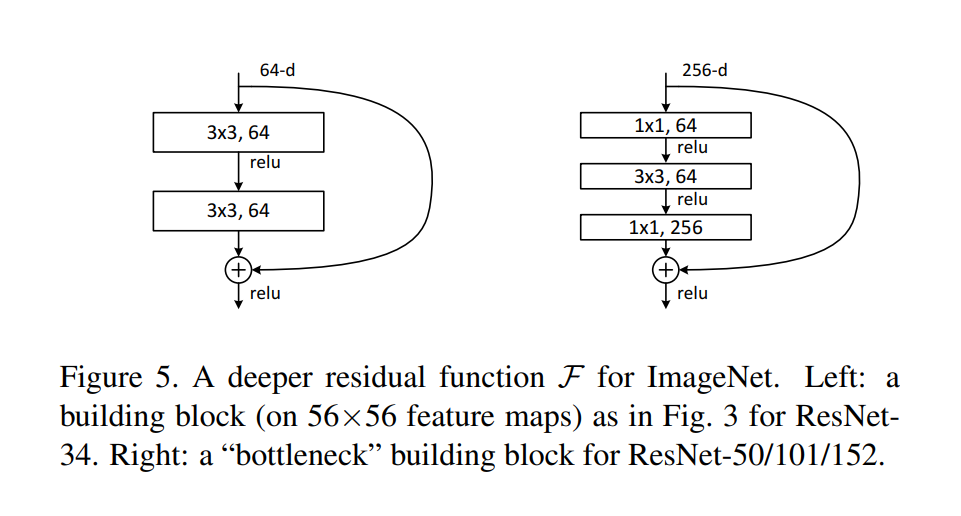 64-d
3x3, 64
relu
3x3, 64
+
relu
256-d
1x1, 64
relu
3x3, 64
relu
1x1, 256
+
relu
Figure 5. A deeper residual function ℱ for ImageNet. Left: a
building block (on 56×56 feature maps) as in Fig. 3 for ResNet-
34. Right: a “bottleneck” building block for ResNet-50/101/152.